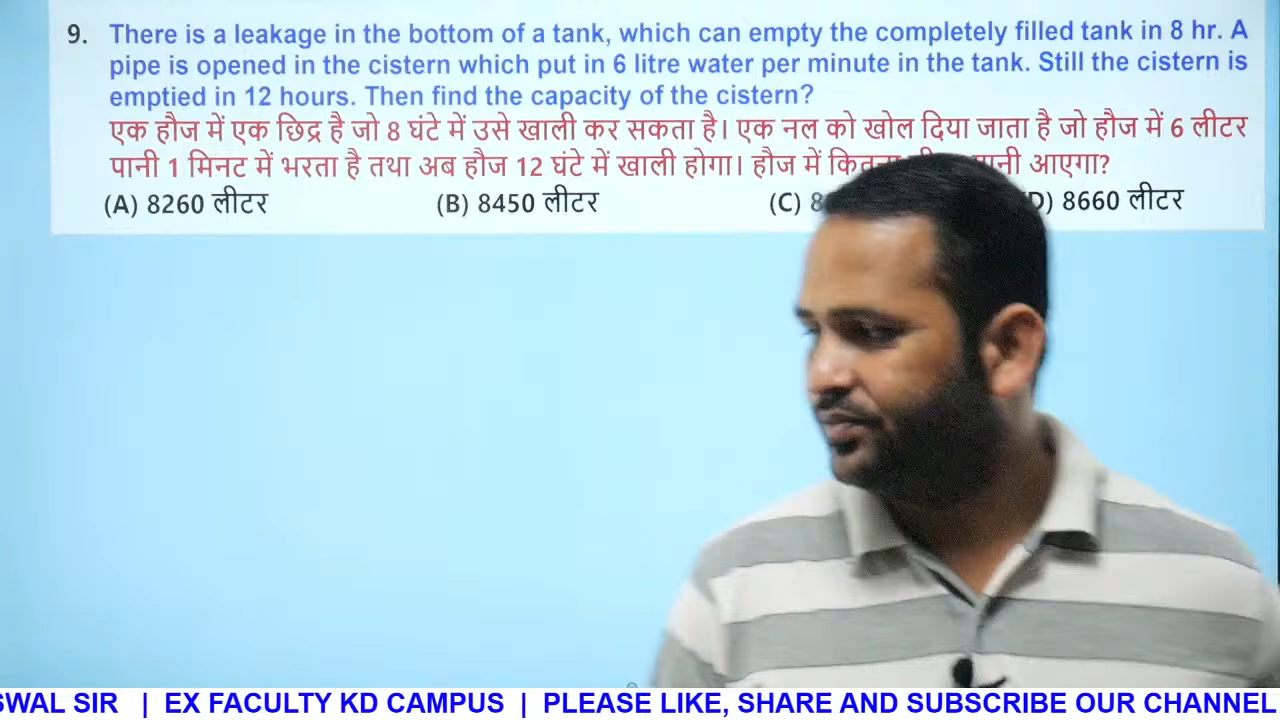 9. There is a leakage in the bottom of a tank, which can empty the completely filled tank in 8 hr. A
pipe is opened in the cistern which put in 6 litre water per minute in the tank. Still the cistern is
emptied in 12 hours. Then find the capacity of the cistern?
एक हौज में एक छिद्र है जो 8 घंटे में उसे खाली कर सकता है। एक नल को खोल दिया जाता है जो हौज में 6 लीटर
पानी 1 मिनट में भरता है तथा अब हौज 12 घंटे में खाली होगा। हौज में आएगा?
(A) 8260 लीटर (B) 8450 लीटर (C) 8 D) 8660 लीटर
SWAL SIR | EX FACULTY KD CAMPUS | PLEASE LIKE, SHARE AND SUBSCRIBE OUR CHANNEL